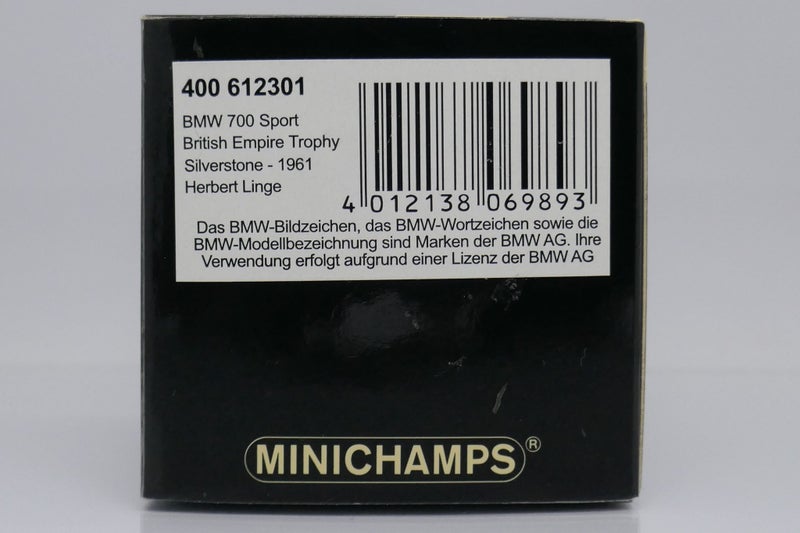 400 612301
BMW 700 Sport
British Empire Trophy
Silverstone - 1961
Herbert Linge
4 012138 069893
Das BMW-Bildzeichen, das BMW-Wortzeichen sowie die
BMW-Modellbezeichnung sind Marken der BMW AG. Ihre
Verwendung erfolgt aufgrund einer Lizenz der BMW AG
MINICHAMPS®